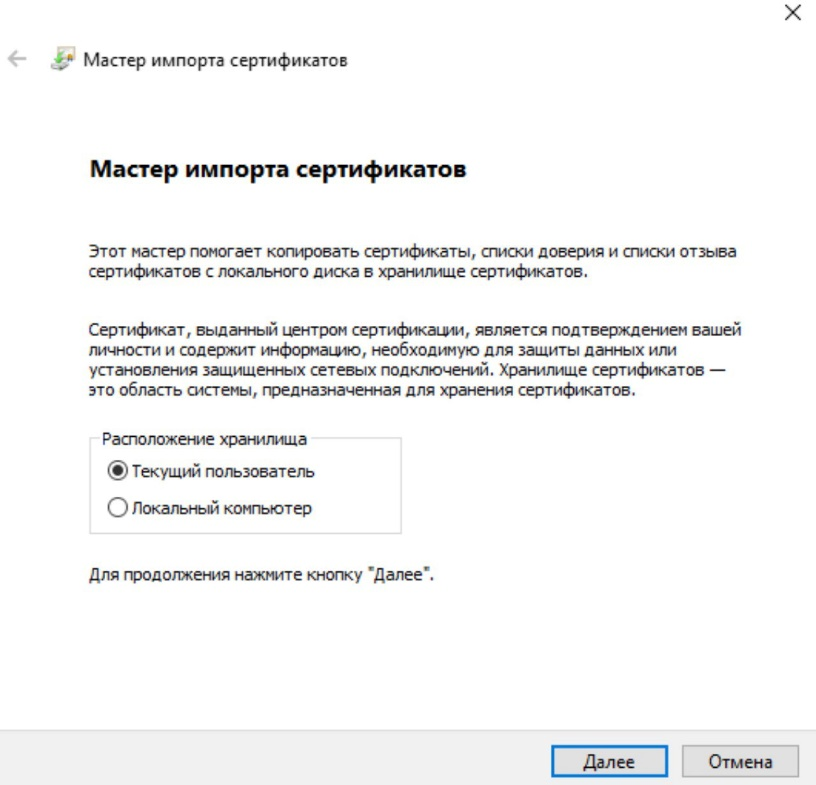 Мастер импорта сертификатов
Мастер импорта сертификатов
Этот мастер помогает копировать сертификаты, списки доверия и списки отзыва
сертификатов с локального диска в хранилище сертификатов.
Сертификат, выданный центром сертификации, является подтверждением вашей
личности и содержит информацию, необходимую для защиты данных или
установления защищенных сетевых подключений. Хранилище сертификатов —
это область системы, предназначенная для хранения сертификатов.
Расположение хранилища
Текущий пользователь
Локальный компьютер
Для продолжения нажмите кнопку "Далее".
Далее
Отмена